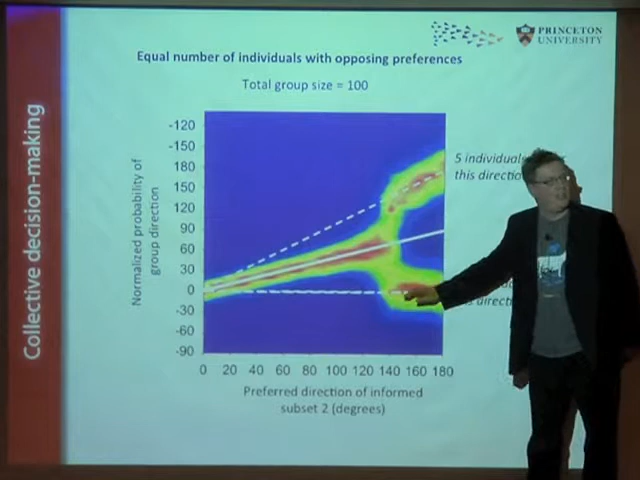 PRINCETON
UNIVERSITY
Equal number of individuals with opposing preferences
Total group size = 100
Collective decision-making
Normalized probability of
group direction
-120
-150
180
150
120
90
60
30
0
-30
-60
-90
5 individuals
this directio
directi
0 20 40 60 80 100 120 140 160 180
Preferred direction of informed
subset 2 (degrees)